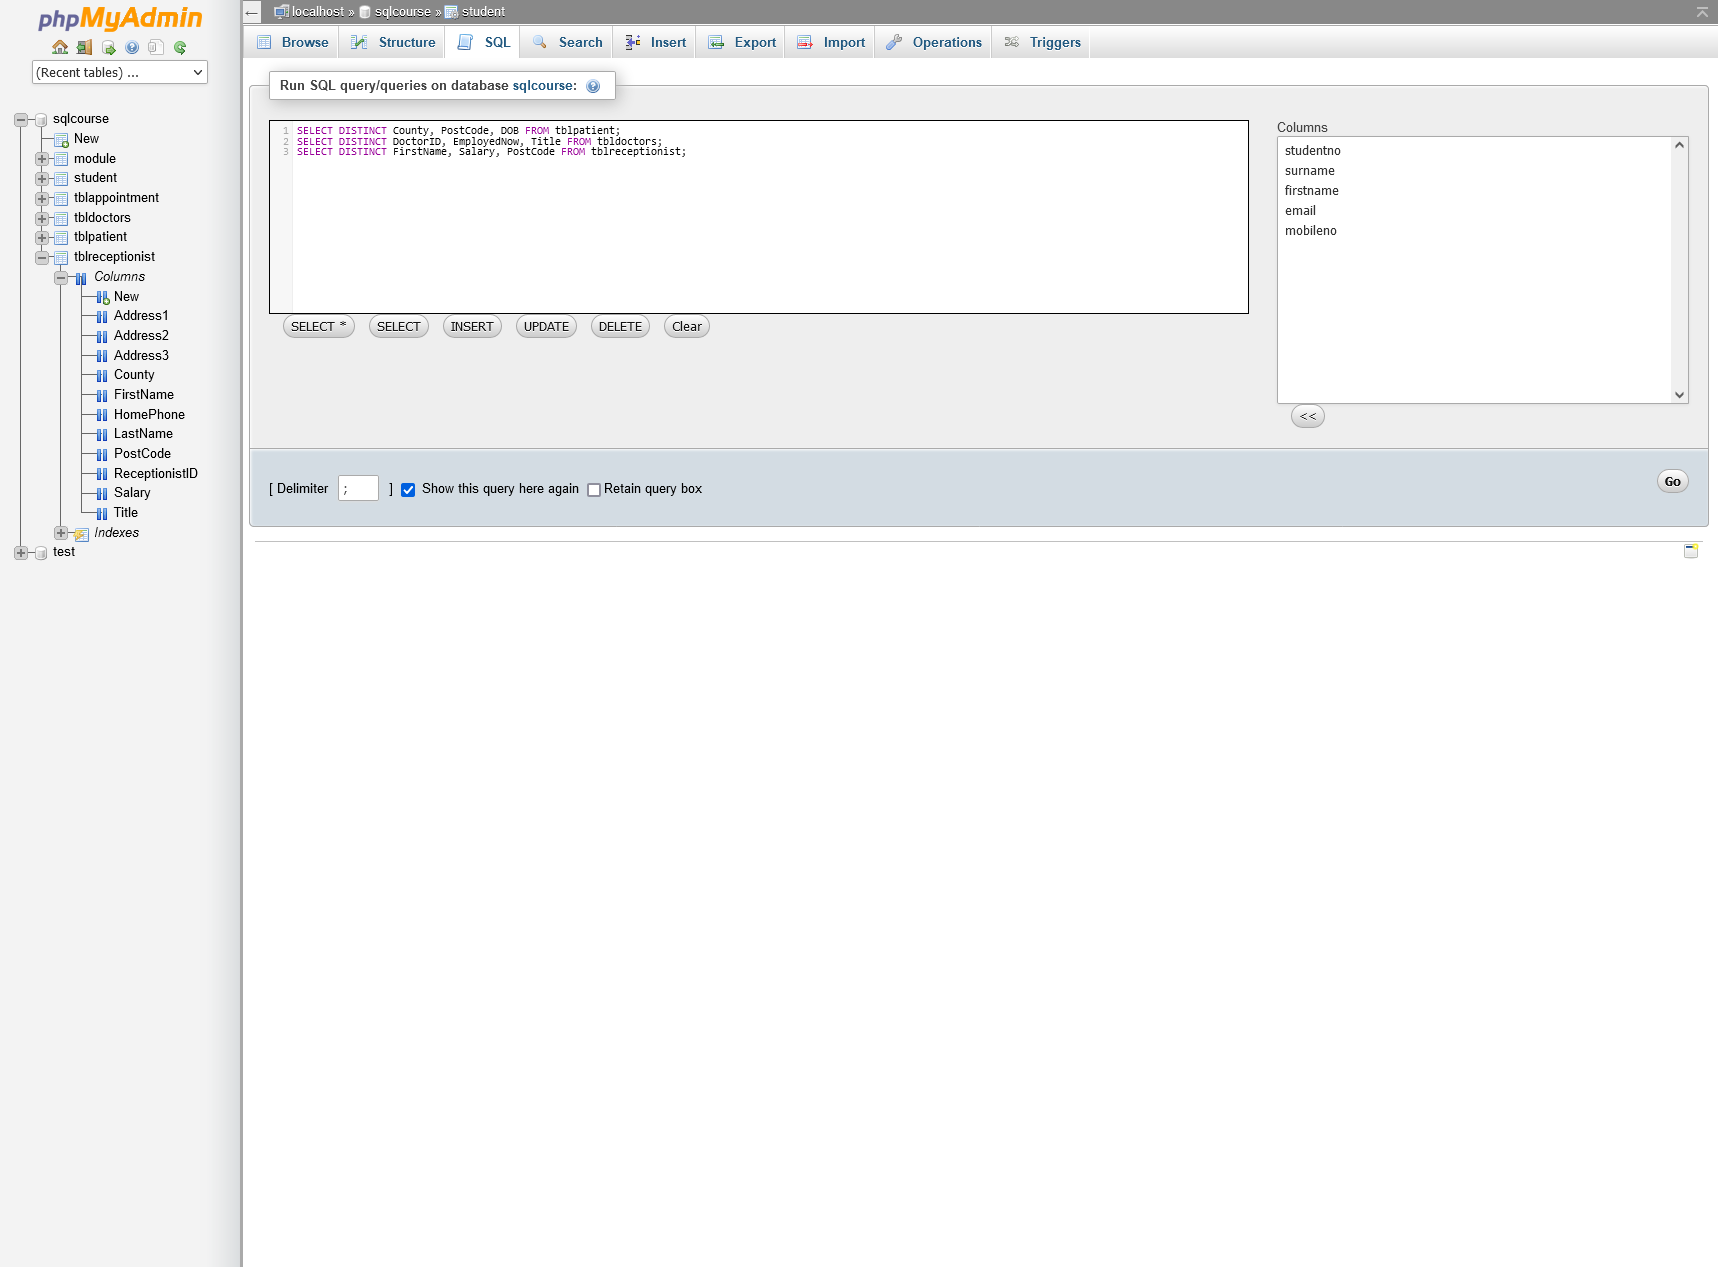 phpMyAdmin
(Recent tables) ...
sqlcourse
New
module
student
tblappointment
tbldoctors
tblpatient
tblreceptionist
Columns
New
Address1
Address2
Address3
County
FirstName
HomePhone
LastName
PostCode
ReceptionistID
Salary
Title
Indexes
test
localhost » sqlcourse » student
Browse Structure SQL Search Insert Export Import Operations Triggers
Run SQL query/queries on database sqlcourse:
1 SELECT DISTINCT County, PostCode, DOB FROM tblpatient;
2 SELECT DISTINCT DoctorID, EmployedNow, Title FROM tbldoctors;
3 SELECT DISTINCT FirstName, Salary, PostCode FROM tblreceptionist;
SELECT * SELECT INSERT UPDATE DELETE Clear
Columns
studentno
surname
firstname
email
mobileno
<<
[ Delimiter ; ] Show this query here again Retain query box
Go